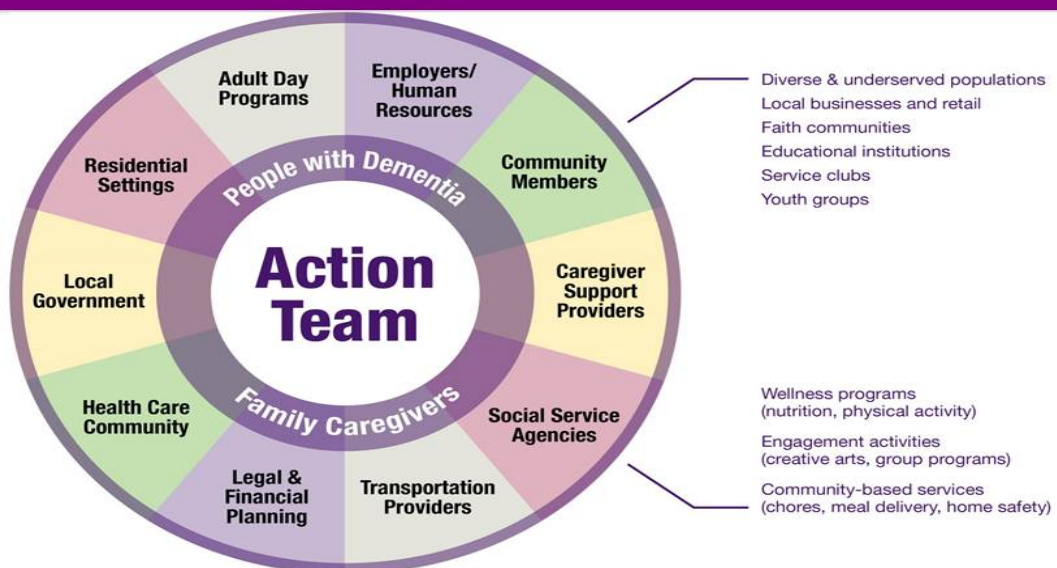 Adult Day
Programs
Employers/
Human
Resources
Community
Members
Caregiver
Support
Providers
Social Service
Agencies
Transportation
Providers
Legal &
Financial
Planning
Health Care
Community
Local
Government
Residential
Settings
People with Dementia
Action
Team
Family Caregivers
Diverse & underserved populations
Local businesses and retail
Faith communities
Educational institutions
Service clubs
Youth groups
Wellness programs
(nutrition, physical activity)
Engagement activities
(creative arts, group programs)
Community-based services
(chores, meal delivery, home safety)